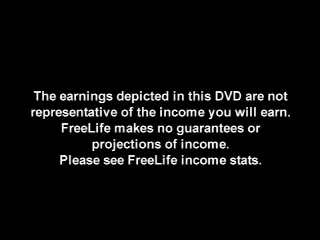 The earnings depicted in this DVD are not
representative of the income you will earn.
FreeLife makes no guarantees or
projections of income.
Please see FreeLife income stats.